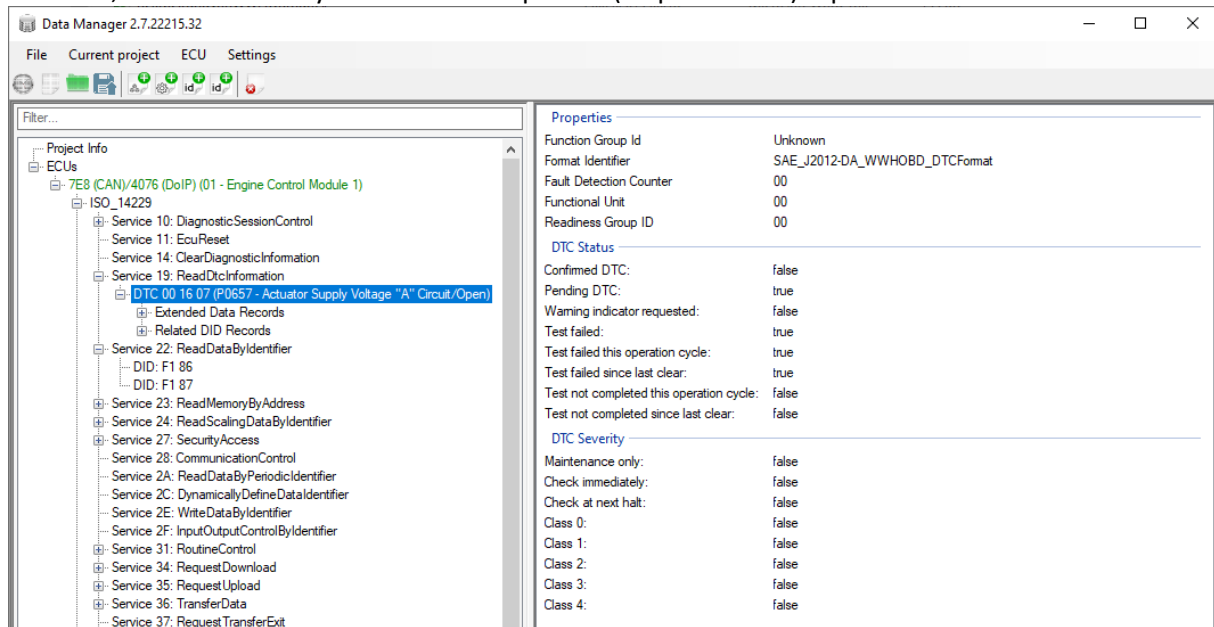 Data Manager 2.7.22215.32
File Current project ECU Settings
Filter...
Project Info
ECUs
7E8 (CAN)/4076 (DoIP) (01 - Engine Control Module 1)
ISO_14229
Service 10: DiagnosticSessionControl
Service 11: EcuReset
Service 14: ClearDiagnosticInformation
Service 19: ReadDtcInformation
DTC 00 16 07 (P0657 - Actuator Supply Voltage "A" Circuit/Open)
Extended Data Records
Related DID Records
Service 22: ReadDataByIdentifier
DID: F1 86
DID: F1 87
Service 23: ReadMemoryByAddress
Service 24: ReadScalingDataByIdentifier
Service 27: SecurityAccess
Service 28: CommunicationControl
Service 2A: ReadDataByPeriodicIdentifier
Service 2C: DynamicallyDefineDataIdentifier
Service 2E: WriteDataByIdentifier
Service 2F: InputOutputControlByIdentifier
Service 31: RoutineControl
Service 34: RequestDownload
Service 35: RequestUpload
Service 36: TransferData
Service 37: RequestTransferExit
Properties
Function Group Id Unknown
Format Identifier SAE_J2012-DA_WWHOBD_DTCFormat
Fault Detection Counter 00
Functional Unit 00
Readiness Group ID 00
DTC Status
Confirmed DTC: false
Pending DTC: true
Warning indicator requested: false
Test failed: true
Test failed this operation cycle: true
Test failed since last clear: true
Test not completed this operation cycle: false
Test not completed since last clear: false
DTC Severity
Maintenance only: false
Check immediately: false
Check at next halt: false
Class 0: false
Class 1: false
Class 2: false
Class 3: false
Class 4: false